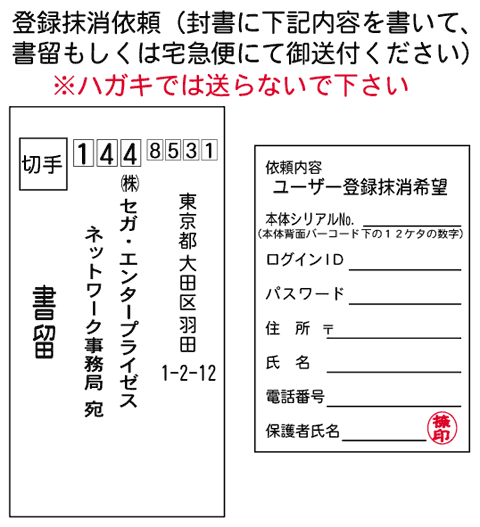 登録抹消依頼（封書に下記内容を書いて、
書留もしくは宅急便にて御送付ください）
※ハガキでは送らないで下さい
切手
144 8531
東京都 大田区 羽田
1-2-12
㈱セガ・エンタープライゼス
ネットワーク事務局 宛
書留
依頼内容
ユーザー登録抹消希望
本体シリアルNo.
（本体背面バーコード下の１２ケタの数字）
ログインＩＤ
パスワード
住　所　〒
氏　名
電話番号
保護者氏名
捺印